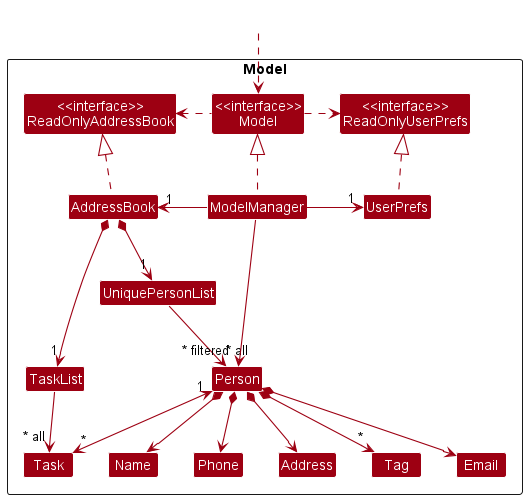 Model
<<interface>>
ReadOnlyAddressBook
<<interface>>
Model
<<interface>>
ReadOnlyUserPrefs
AddressBook
1
ModelManager
1
UserPrefs
1
UniquePersonList
1
* filtered
* all
TaskList
Person
1
* all
*
*
Task
Name
Phone
Address
Tag
Email